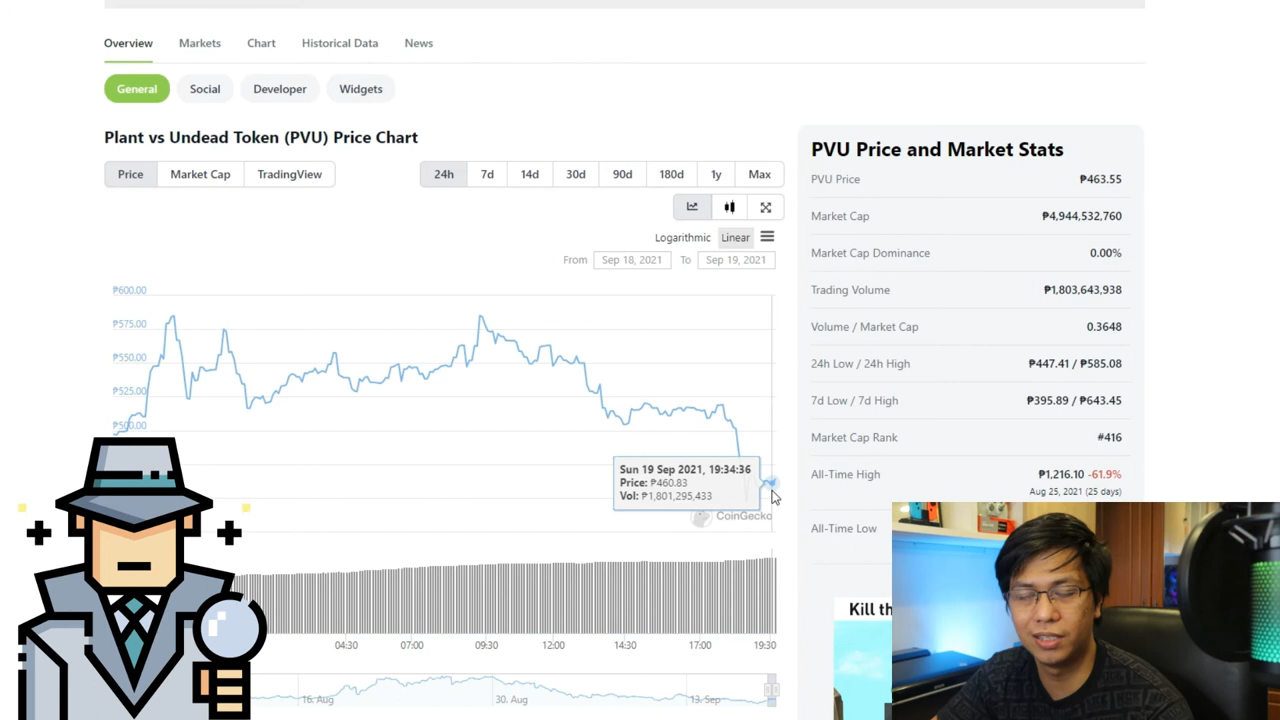 Overview Markets Chart Historical Data News
General Social Developer Widgets
Plant vs Undead Token (PVU) Price Chart
Price Market Cap TradingView 24h 7d 14d 30d 90d 180d 1y Max
Logarithmic Linear
From Sep 18, 2021 To Sep 19, 2021
₱600.00
₱575.00
₱550.00
₱525.00
₱500.00
Sun 19 Sep 2021, 19:34:36
Price: ₱460.83
Vol: ₱1,801,295,433
CoinGecko
04:30 07:00 09:30 12:00 14:30 17:00 19:30
16. Aug 30. Aug 13. Sep
PVU Price and Market Stats
PVU Price ₱463.55
Market Cap ₱4,944,532,760
Market Cap Dominance 0.00%
Trading Volume ₱1,803,643,938
Volume / Market Cap 0.3648
24h Low / 24h High ₱447.41 / ₱585.08
7d Low / 7d High ₱395.89 / ₱643.45
Market Cap Rank #416
All-Time High ₱1,216.10 -61.9%
Aug 25, 2021 (25 days)
All-Time Low
Kill th